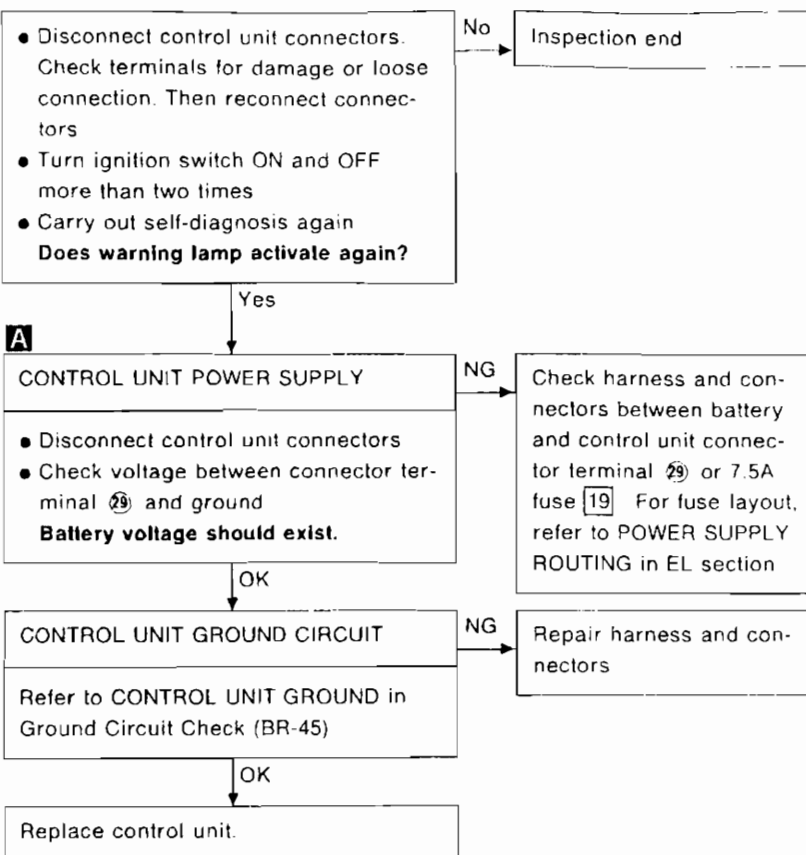 ● Disconnect control unit connectors.
Check terminals for damage or loose
connection. Then reconnect connec-
tors
● Turn ignition switch ON and OFF
more than two times
● Carry out self-diagnosis again
Does warning lamp activate again?
No
Inspection end
Yes
A
CONTROL UNIT POWER SUPPLY
● Disconnect control unit connectors
● Check voltage between connector ter-
minal ㉙ and ground
Battery voltage should exist.
NG
Check harness and con-
nectors between battery
and control unit connec-
tor terminal ㉙ or 7.5A
fuse 19 For fuse layout,
refer to POWER SUPPLY
ROUTING in EL section
OK
CONTROL UNIT GROUND CIRCUIT
Refer to CONTROL UNIT GROUND in
Ground Circuit Check (BR-45)
NG
Repair harness and con-
nectors
OK
Replace control unit.